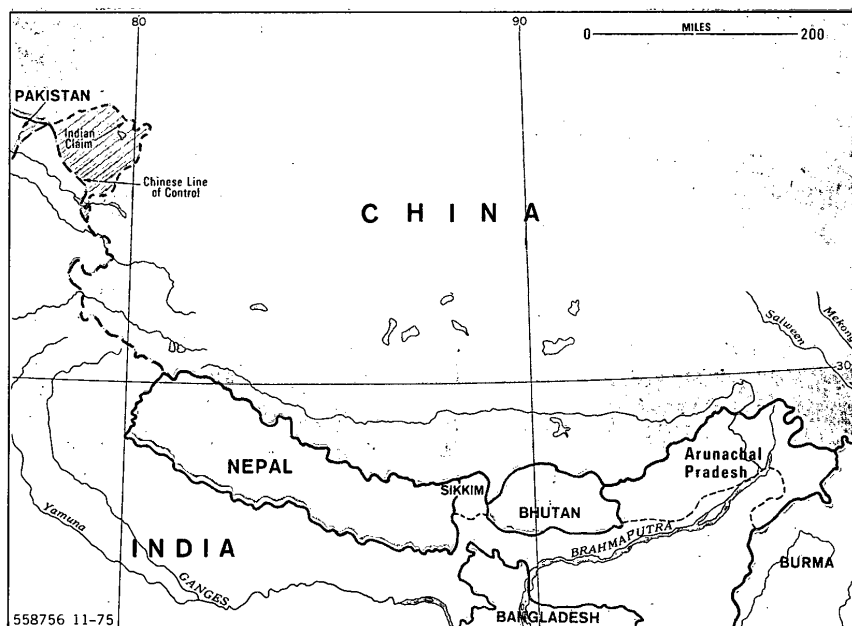 80
90
0 MILES 200
PAKISTAN
Indian
Claim
Chinese Line
of Control
CHINA
Salween
Mekong
30
Arunachal
Pradesh
NEPAL
SIKKIM
BHUTAN
BRAHMAPUTRA
Yamuna
INDIA
GANGES
BURMA
BANGLADESH
558756 11-75